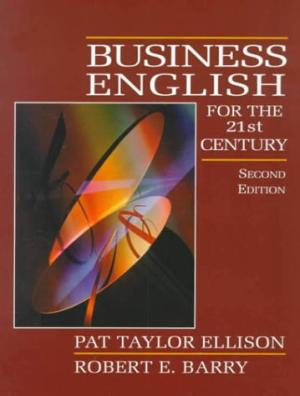 BUSINESS
ENGLISH
FOR THE
21st
CENTURY
SECOND
EDITION
PAT TAYLOR ELLISON
ROBERT E. BARRY